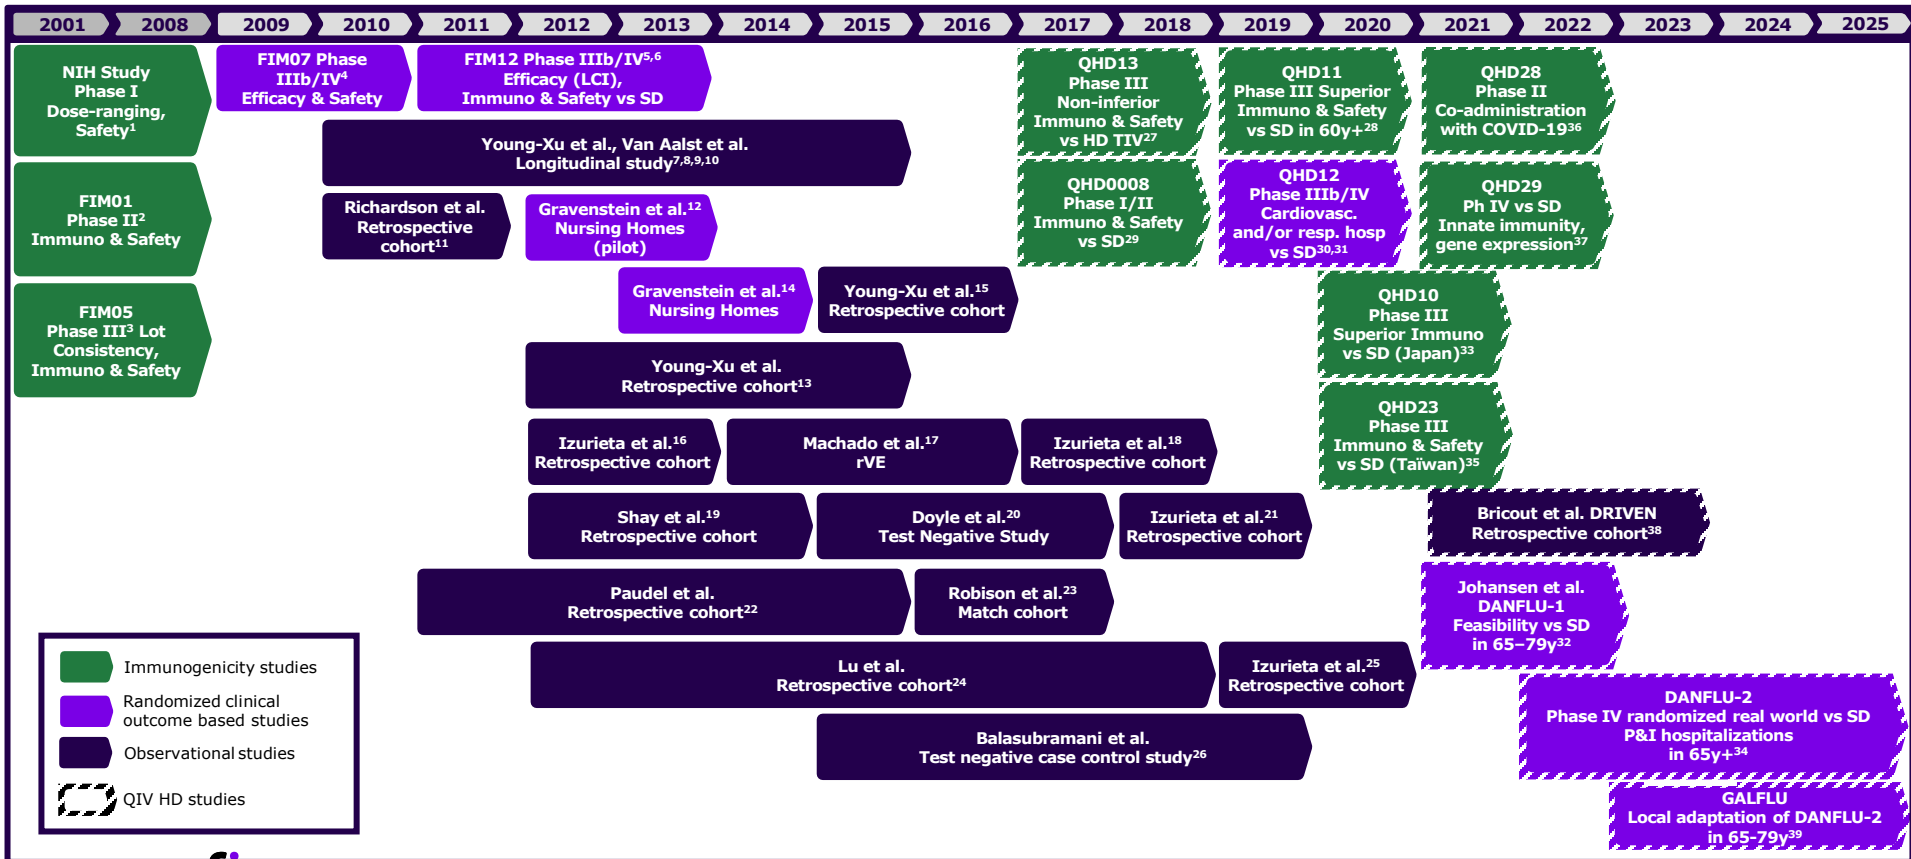 2001 2008 2009 2010 2011 2012 2013 2014 2015 2016 2017 2018 2019 2020 2021 2022 2023 2024 2025
NIH Study
Phase I
Dose-ranging,
Safety¹
FIM01
Phase II²
Immuno & Safety
FIM05
Phase III³ Lot
Consistency,
Immuno & Safety
FIM07 Phase
IIIb/IV⁴
Efficacy & Safety
FIM12 Phase IIIb/IV⁵,⁶
Efficacy (LCI),
Immuno & Safety vs SD
Young-Xu et al., Van Aalst et al.
Longitudinal study⁷,⁸,⁹,¹⁰
Richardson et al.
Retrospective
cohort¹¹
Gravenstein et al.¹²
Nursing Homes
(pilot)
Gravenstein et al.¹⁴
Nursing Homes
Young-Xu et al.¹⁵
Retrospective cohort
Young-Xu et al.
Retrospective cohort¹³
Izurieta et al.¹⁶
Retrospective cohort
Machado et al.¹⁷
rVE
Izurieta et al.¹⁸
Retrospective cohort
Shay et al.¹⁹
Retrospective cohort
Doyle et al.²⁰
Test Negative Study
Izurieta et al.²¹
Retrospective cohort
Paudel et al.
Retrospective cohort²²
Robison et al.²³
Match cohort
Lu et al.
Retrospective cohort²⁴
Izurieta et al.²⁵
Retrospective cohort
Balasubramani et al.
Test negative case control study²⁶
QHD13
Phase III
Non-inferior
Immuno & Safety
vs HD TIV²⁷
QHD0008
Phase I/II
Immuno & Safety
vs SD²⁹
QHD11
Phase III Superior
Immuno & Safety
vs SD in 60y+²⁸
QHD12
Phase IIIb/IV
Cardiovasc.
and/or resp. hosp
vs SD³⁰,³¹
QHD28
Phase II
Co-administration
with COVID-19³⁶
QHD29
Ph IV vs SD
Innate immunity,
gene expression³⁷
QHD10
Phase III
Superior Immuno
vs SD (Japan)³³
QHD23
Phase III
Immuno & Safety
vs SD (Taïwan)³⁵
Bricout et al. DRIVEN
Retrospective cohort³⁸
Johansen et al.
DANFLU-1
Feasibility vs SD
in 65–79y³²
DANFLU-2
Phase IV randomized real world vs SD
P&I hospitalizations
in 65y+³⁴
GALFLU
Local adaptation of DANFLU-2
in 65-79y³⁹
Immunogenicity studies
Randomized clinical
outcome based studies
Observational studies
QIV HD studies